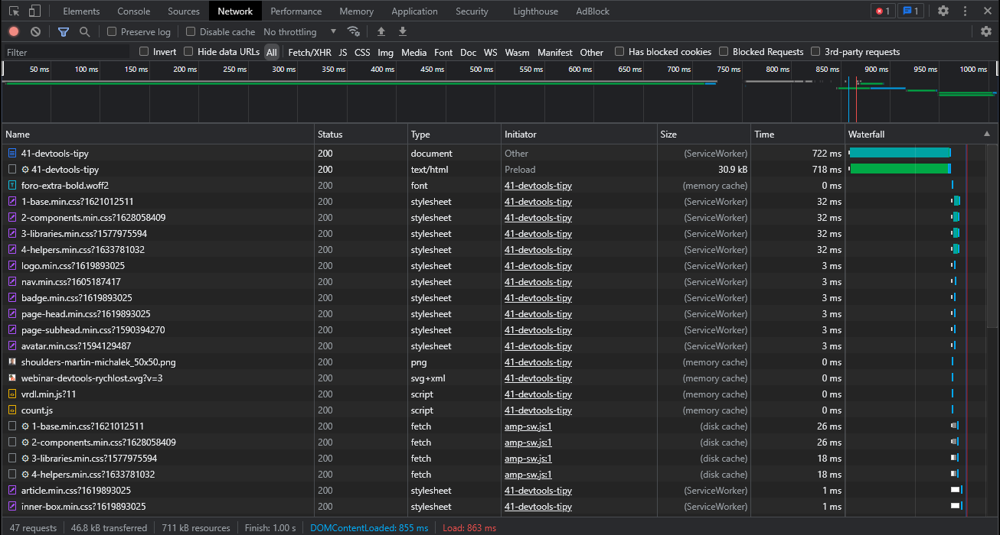 Elements Console Sources Network Performance Memory Application Security Lighthouse AdBlock 1 1
Preserve log Disable cache No throttling
Filter Invert Hide data URLs All Fetch/XHR JS CSS Img Media Font Doc WS Wasm Manifest Other Has blocked cookies Blocked Requests 3rd-party requests
50 ms 100 ms 150 ms 200 ms 250 ms 300 ms 350 ms 400 ms 450 ms 500 ms 550 ms 600 ms 650 ms 700 ms 750 ms 800 ms 850 ms 900 ms 950 ms 1000 ms
Name Status Type Initiator Size Time Waterfall
41-devtools-tipy 200 document Other (ServiceWorker) 722 ms
41-devtools-tipy 200 text/html Preload 30.9 kB 718 ms
foro-extra-bold.woff2 200 font 41-devtools-tipy (memory cache) 0 ms
1-base.min.css?1621012511 200 stylesheet 41-devtools-tipy (ServiceWorker) 32 ms
2-components.min.css?1628058409 200 stylesheet 41-devtools-tipy (ServiceWorker) 32 ms
3-libraries.min.css?1577975594 200 stylesheet 41-devtools-tipy (ServiceWorker) 32 ms
4-helpers.min.css?1633781032 200 stylesheet 41-devtools-tipy (ServiceWorker) 32 ms
logo.min.css?1619893025 200 stylesheet 41-devtools-tipy (ServiceWorker) 3 ms
nav.min.css?1605187417 200 stylesheet 41-devtools-tipy (ServiceWorker) 3 ms
badge.min.css?1619893025 200 stylesheet 41-devtools-tipy (ServiceWorker) 3 ms
page-head.min.css?1619893025 200 stylesheet 41-devtools-tipy (ServiceWorker) 3 ms
page-subhead.min.css?1590394270 200 stylesheet 41-devtools-tipy (ServiceWorker) 3 ms
avatar.min.css?1594129487 200 stylesheet 41-devtools-tipy (ServiceWorker) 3 ms
shoulders-martin-michalek_50x50.png 200 png 41-devtools-tipy (memory cache) 0 ms
webinar-devtools-rychlost.svg?v=3 200 svg+xml 41-devtools-tipy (memory cache) 0 ms
vrdl.min.js?11 200 script 41-devtools-tipy (memory cache) 0 ms
count.js 200 script 41-devtools-tipy (memory cache) 0 ms
1-base.min.css?1621012511 200 fetch amp-sw.js:1 (disk cache) 26 ms
2-components.min.css?1628058409 200 fetch amp-sw.js:1 (disk cache) 26 ms
3-libraries.min.css?1577975594 200 fetch amp-sw.js:1 (disk cache) 18 ms
4-helpers.min.css?1633781032 200 fetch amp-sw.js:1 (disk cache) 18 ms
article.min.css?1619893025 200 stylesheet 41-devtools-tipy (ServiceWorker) 1 ms
inner-box.min.css?1619893025 200 stylesheet 41-devtools-tipy (ServiceWorker) 1 ms
47 requests 46.8 kB transferred 711 kB resources Finish: 1.00 s DOMContentLoaded: 855 ms Load: 863 ms